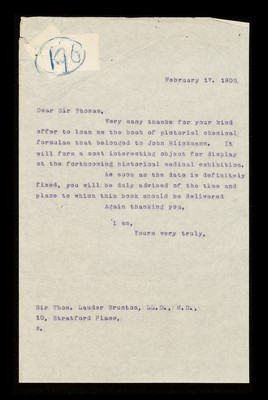 K96
February 17. 1908,
Dear Sir Thomas,
Very many thanks for your kind
offer to loan me the book of pictorial chemical
formulae that belonged to John Hlipmann. It
will form a most interesting object for display
at the forthcoming historical medical exhibition.
As soon as the date is definitely
fixed, you will be duly advised of the time and
place to which this book should be delivered
Again thanking you,
I am,
Yours very truly,
Sir Thos. Lauder Brunton, LL.D., M.D.,
10, Stratford Place,
W.